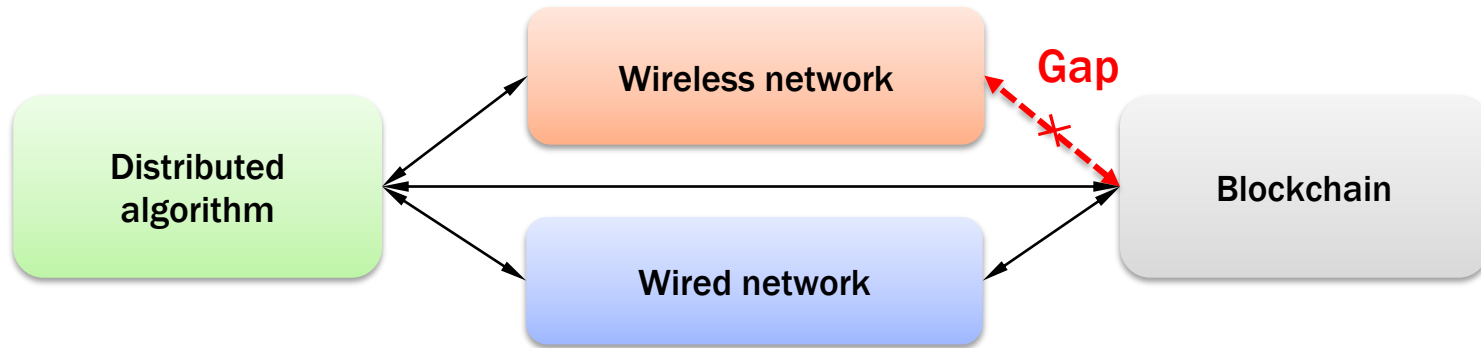 Wireless network
Gap
Distributed
algorithm
Blockchain
Wired network